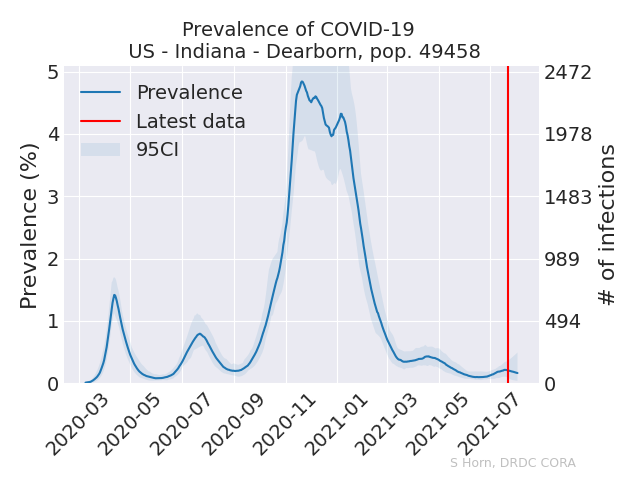 Prevalence of COVID-19
US - Indiana - Dearborn, pop. 49458
Prevalence (%)
5
4
3
2
1
0
Prevalence
Latest data
95CI
2472
1978
1483
989
494
0
# of infections
2020-03
2020-05
2020-07
2020-09
2020-11
2021-01
2021-03
2021-05
2021-07
S Horn, DRDC CORA